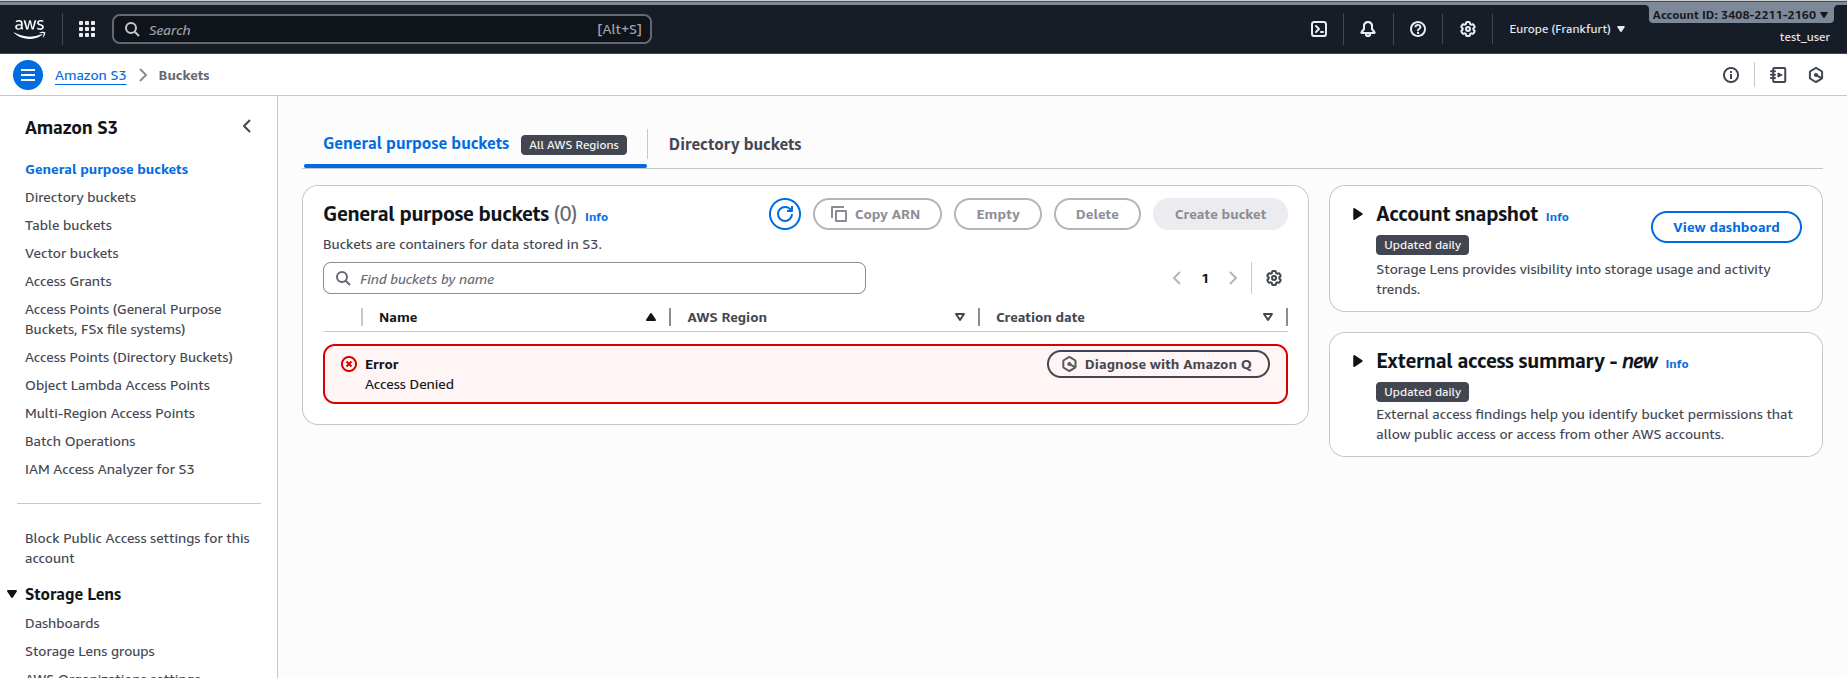 aws
Search
[Alt+S]
Europe (Frankfurt)
Account ID: 3408-2211-2160
test_user
Amazon S3
Buckets
Amazon S3
General purpose buckets
Directory buckets
Table buckets
Vector buckets
Access Grants
Access Points (General Purpose
Buckets, FSx file systems)
Access Points (Directory Buckets)
Object Lambda Access Points
Multi-Region Access Points
Batch Operations
IAM Access Analyzer for S3
Block Public Access settings for this
account
Storage Lens
Dashboards
Storage Lens groups
AWS Organizations settings
General purpose buckets
All AWS Regions
Directory buckets
General purpose buckets (0) Info
Copy ARN
Empty
Delete
Create bucket
Buckets are containers for data stored in S3.
Find buckets by name
1
Name
AWS Region
Creation date
Error
Access Denied
Diagnose with Amazon Q
Account snapshot Info
Updated daily
View dashboard
Storage Lens provides visibility into storage usage and activity
trends.
External access summary - new Info
Updated daily
External access findings help you identify bucket permissions that
allow public access or access from other AWS accounts.